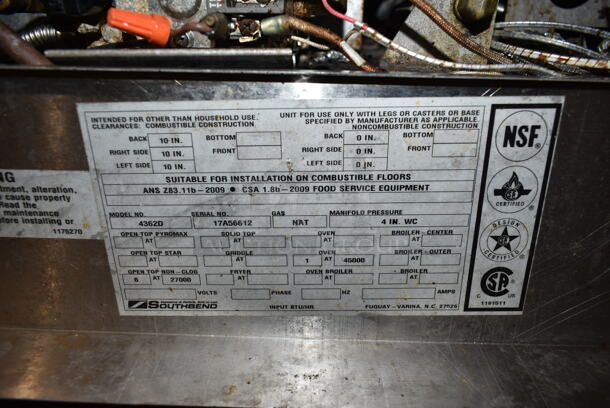 NG
stment, alteration,
cause property
r read the
maintenance
efore installing or
1175270
INTENDED FOR OTHER THAN HOUSEHOLD USE
CLEARANCES: COMBUSTIBLE CONSTRUCTION
UNIT FOR USE ONLY WITH LEGS OR CASTERS OR BASE
SPECIFIED BY MANUFACTURER AS APPLICABLE.
NONCOMBUSTIBLE CONSTRUCTION
BACK 10 IN. BOTTOM BACK 0 IN. BOTTOM
RIGHT SIDE 10 IN. FRONT RIGHT SIDE 0 IN. FRONT
LEFT SIDE 10 IN. LEFT SIDE 0 IN.
SUITABLE FOR INSTALLATION ON COMBUSTIBLE FLOORS
ANS Z83.11b-2009 ● CSA 1.8b-2009 FOOD SERVICE EQUIPMENT
MODEL NO. SERIAL NO. GAS MANIFOLD PRESSURE
4362D 17A56612 NAT 4 IN. WC
OPEN TOP PYROMAX SOLID TOP OVEN BROILER-CENTER
AT AT AT AT
OPEN TOP STAR GRIDDLE OVEN BROILER-OUTER
AT AT 1 AT 45000 AT
OPEN TOP NON-CLOG FRYER OVEN BROILER BROILER
6 AT 27000 AT AT AT
VOLTS PHASE HZ AMPS
SOUTHBEND INPUT BTU/HR FUQUAY-VARINA, N.C. 27526
NSF
CERTIFIED
DESIGN
CERTIFIED
C US
1191511